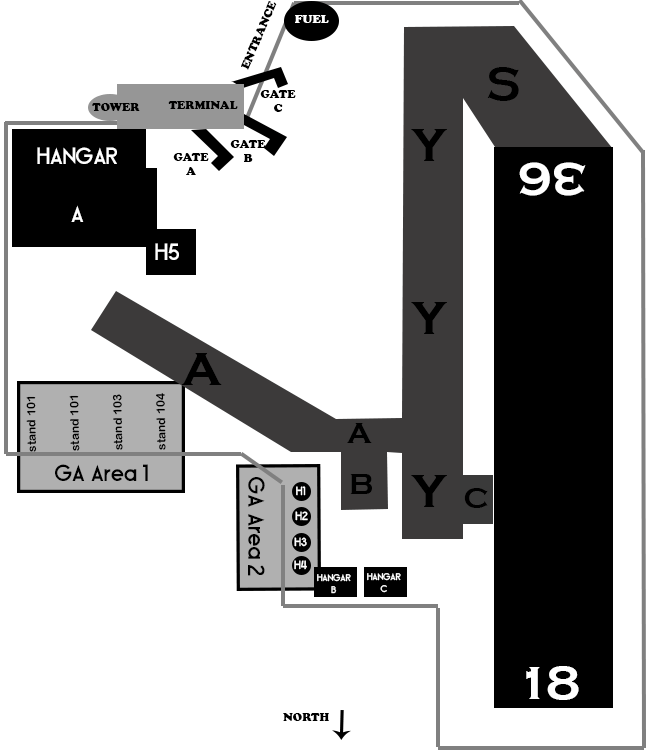 FUEL
ENTRANCE
GATE
C
TOWER
TERMINAL
GATE
B
GATE
A
HANGAR
A
H5
S
Y
36
Y
A
stand 101
stand 101
stand 103
stand 104
GA Area 1
A
B
Y
C
GA Area 2
H1
H2
H3
H4
HANGAR
B
HANGAR
C
18
NORTH